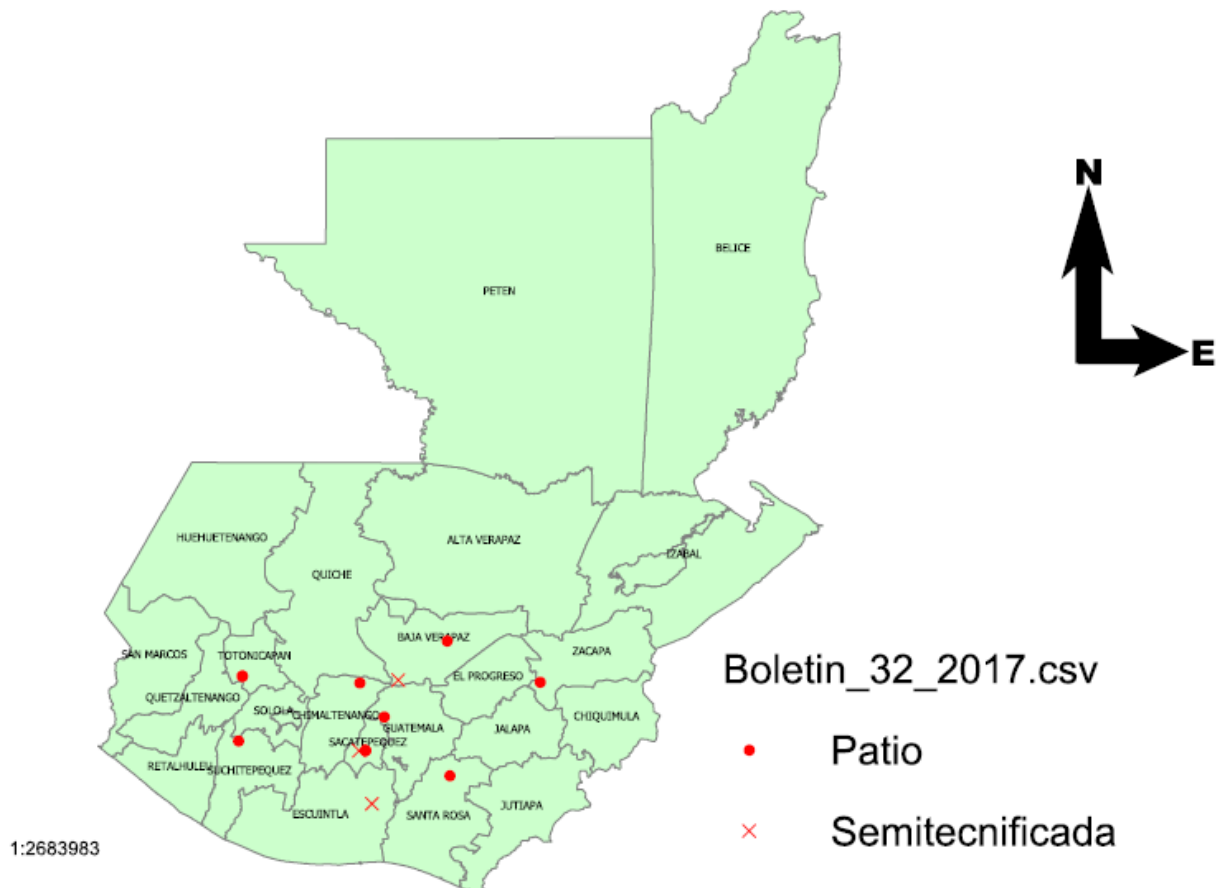 N
BELICE
PETEN
E
HUEHUETENANGO
ALTA VERAPAZ
IZABAL
QUICHE
BAJA VERAPAZ
ZACAPA
SAN MARCOS
TOTONICAPAN
EL PROGRESO
Boletin_32_2017.csv
QUETZALTENANGO
SOLOLA
CHIMALTENANGO
GUATEMALA
JALAPA
CHIQUIMULA
SACATEPEQUEZ
Patio
RETALHULEU
SUCHITEPEQUEZ
ESCUINTLA
SANTA ROSA
JUTIAPA
Semitecnificada
1:2683983